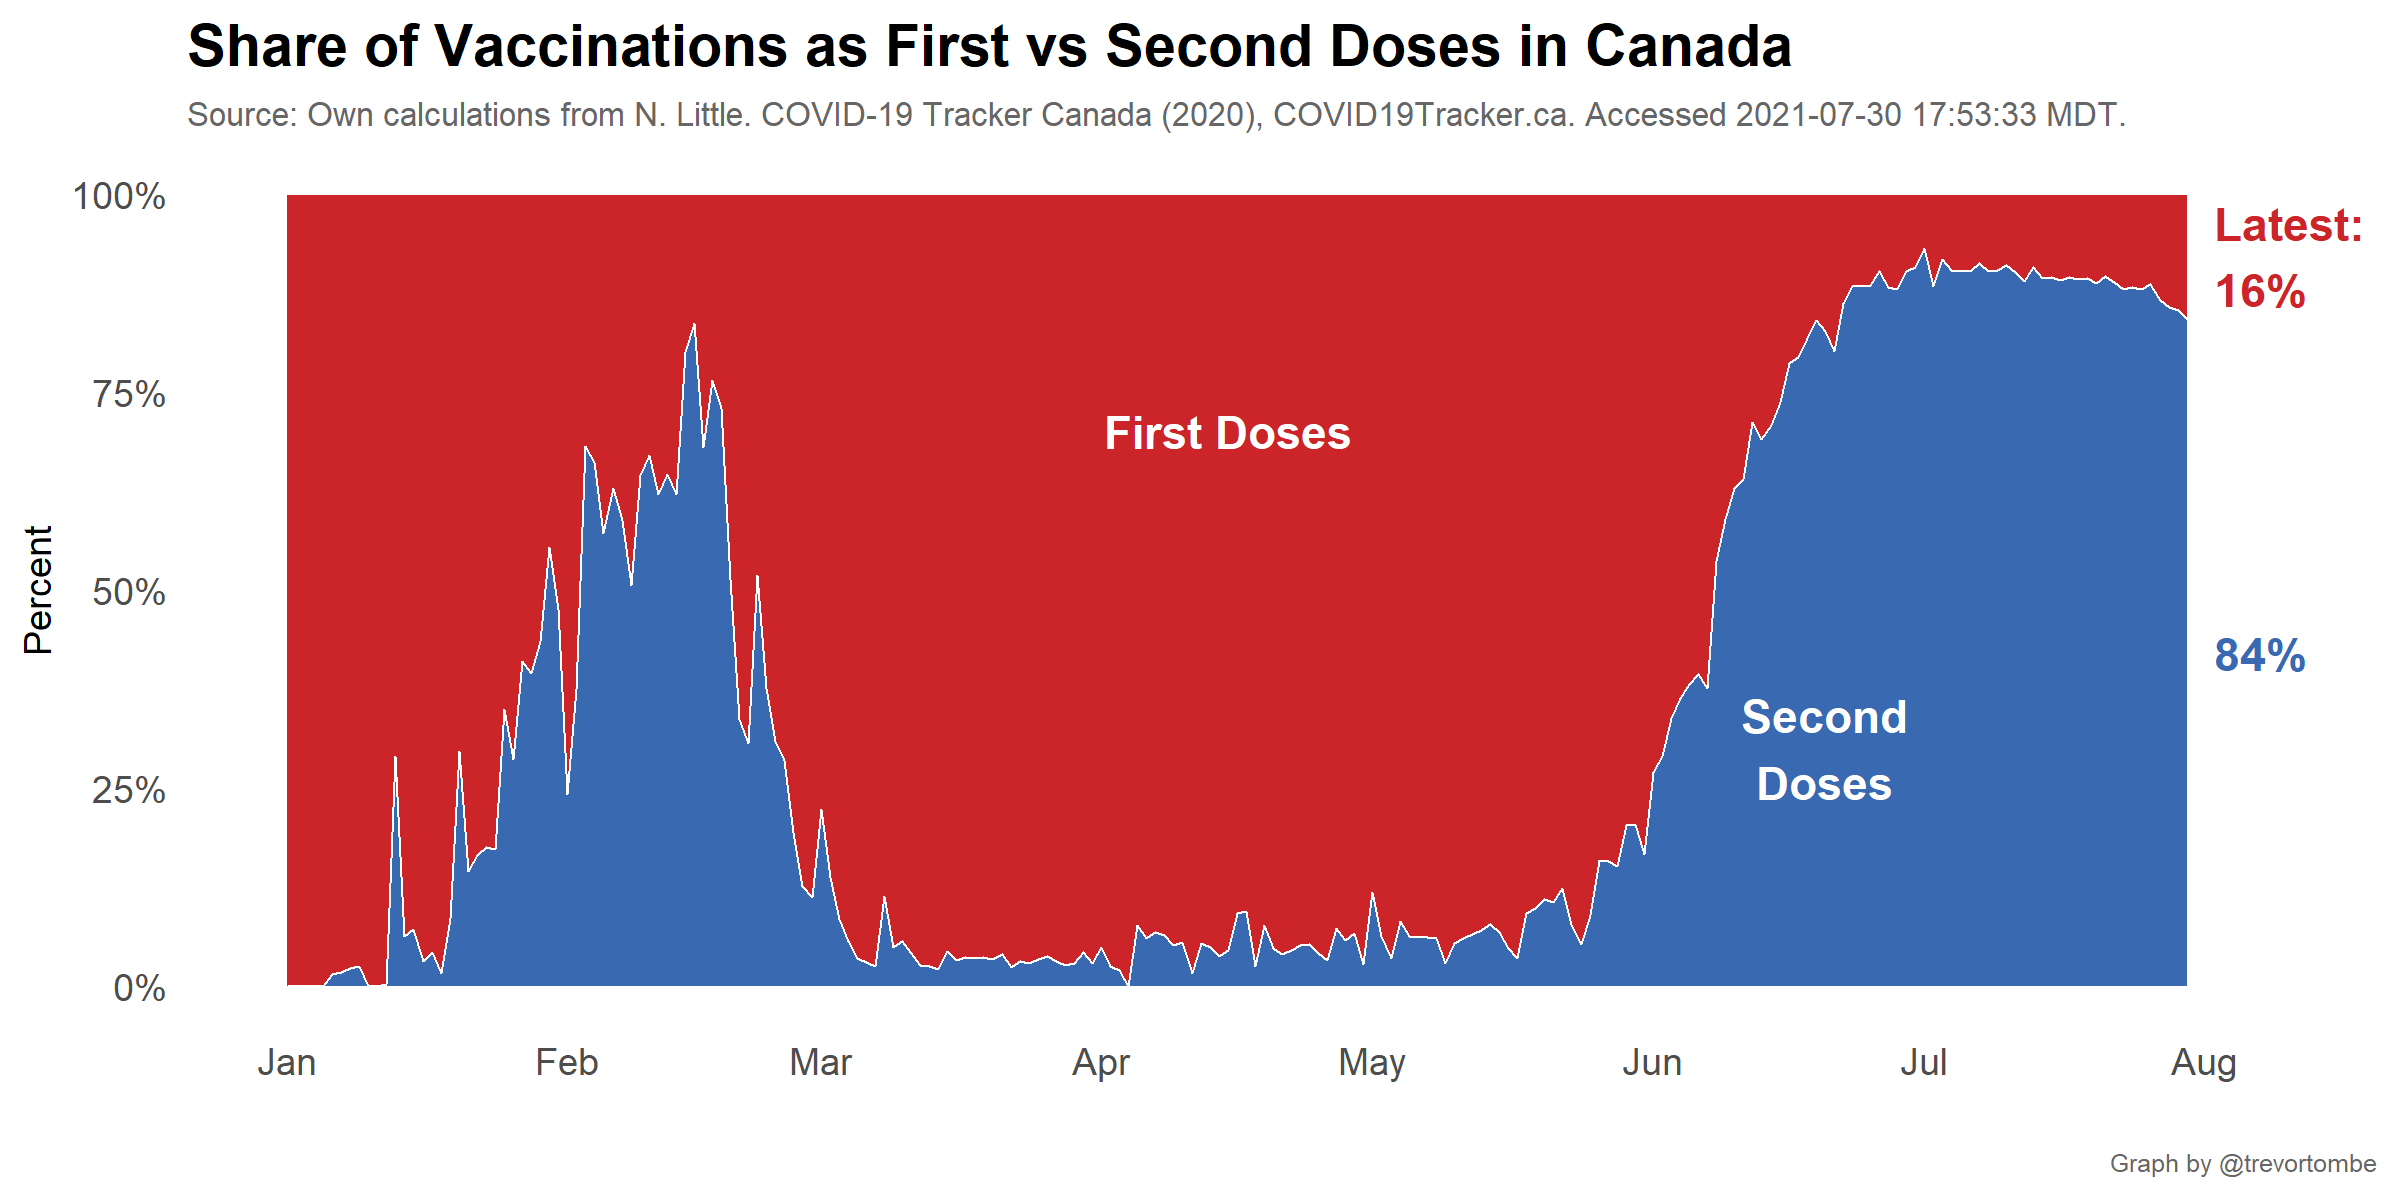 Share of Vaccinations as First vs Second Doses in Canada
Source: Own calculations from N. Little. COVID-19 Tracker Canada (2020), COVID19Tracker.ca. Accessed 2021-07-30 17:53:33 MDT.
100%
75%
50%
25%
0%
Percent
First Doses
Second
Doses
Latest:
16%
84%
Jan
Feb
Mar
Apr
May
Jun
Jul
Aug
Graph by @trevortombe